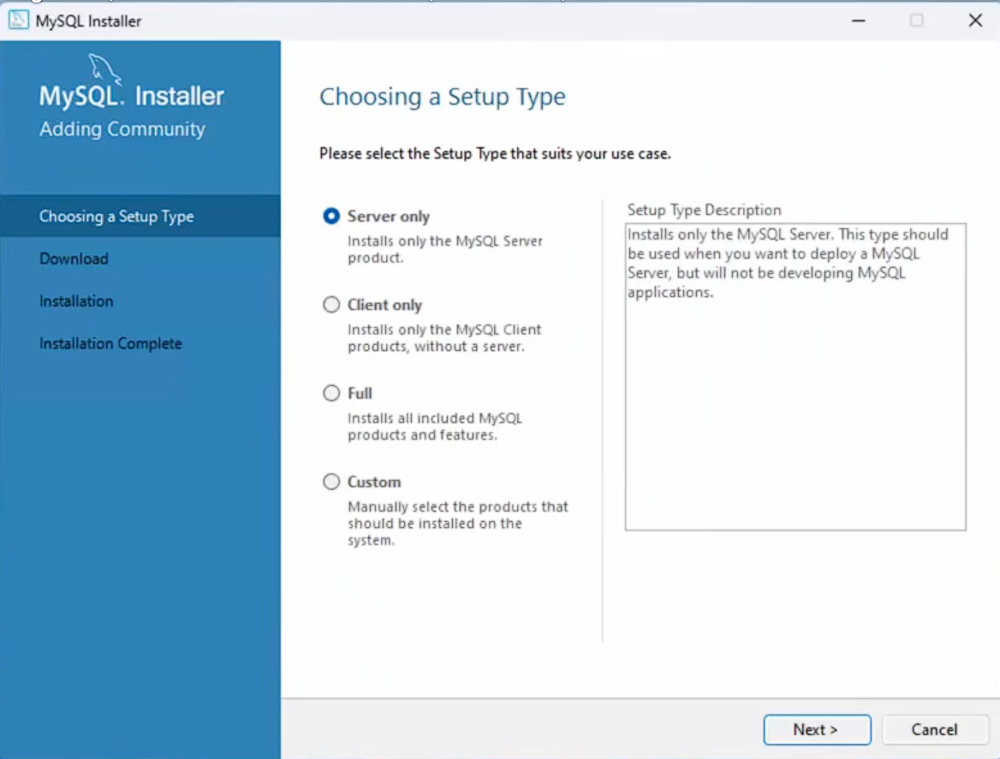 MySQL Installer
MySQL. Installer
Adding Community
Choosing a Setup Type
Download
Installation
Installation Complete
Choosing a Setup Type
Please select the Setup Type that suits your use case.
Server only
Installs only the MySQL Server
product.
Client only
Installs only the MySQL Client
products, without a server.
Full
Installs all included MySQL
products and features.
Custom
Manually select the products that
should be installed on the
system.
Setup Type Description
Installs only the MySQL Server. This type should
be used when you want to deploy a MySQL
Server, but will not be developing MySQL
applications.
Next >
Cancel